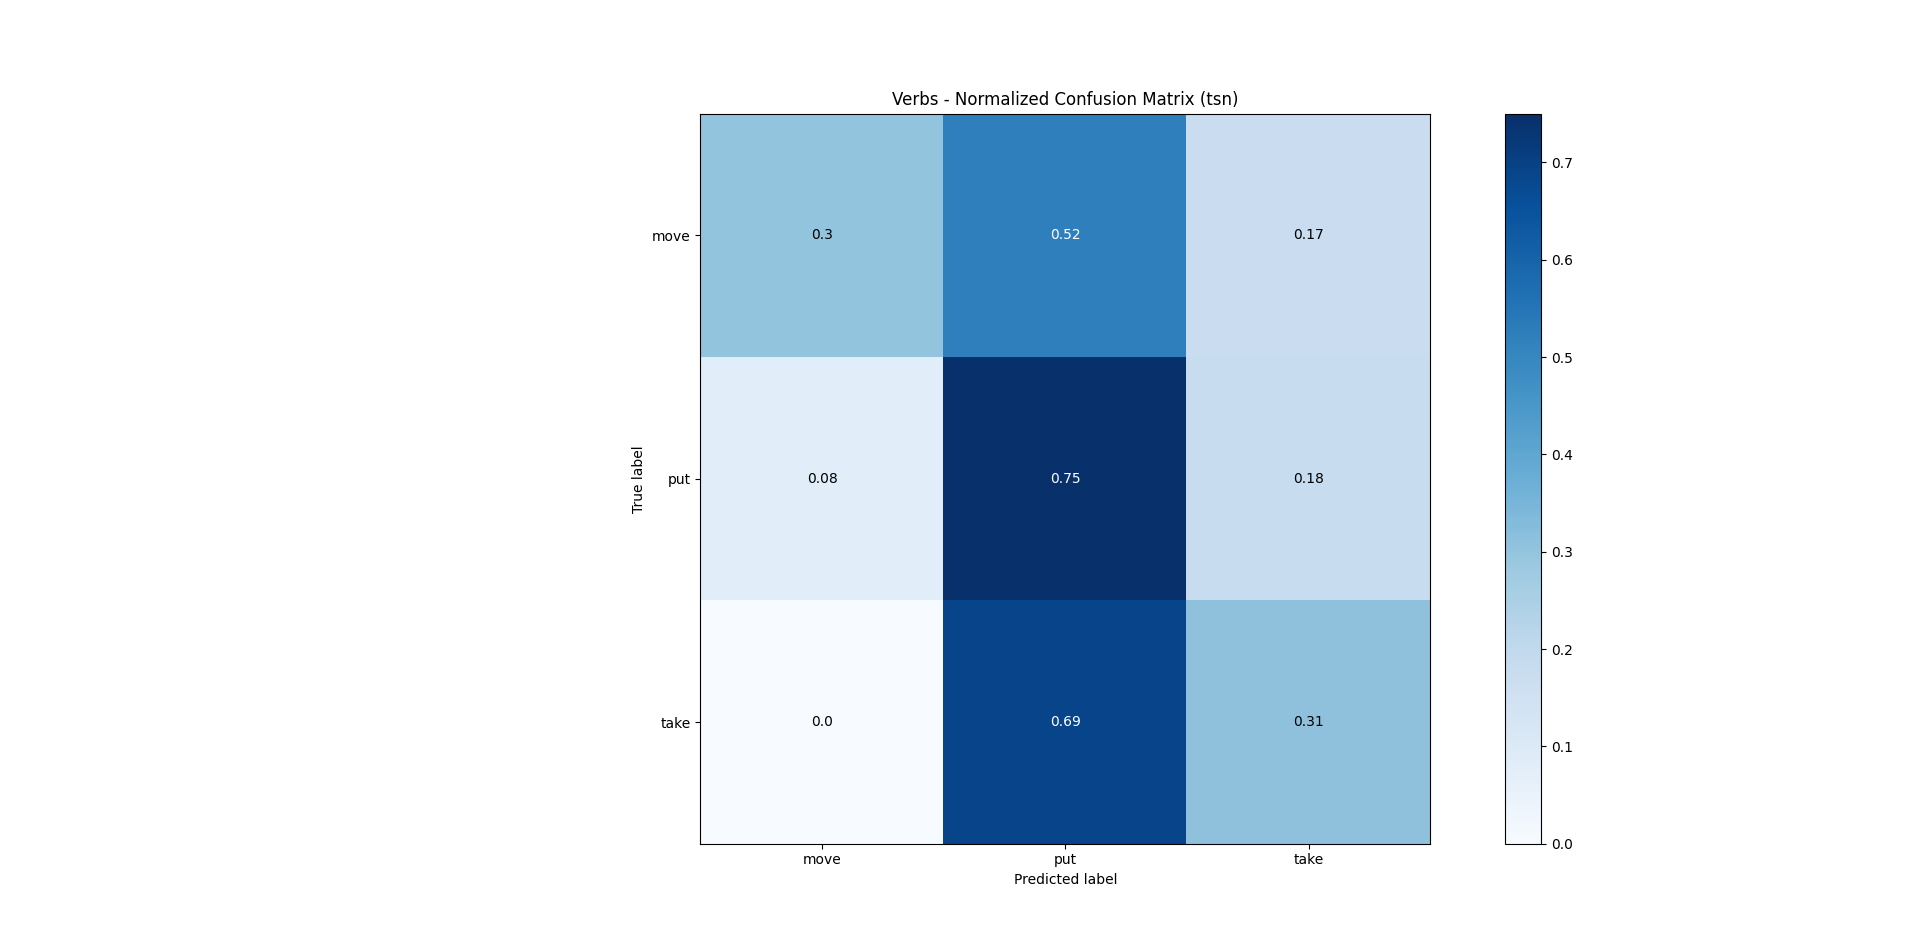 Verbs - Normalized Confusion Matrix (tsn)
True label
move
0.3
0.52
0.17
put
0.08
0.75
0.18
take
0.0
0.69
0.31
move
put
take
Predicted label
0.7
0.6
0.5
0.4
0.3
0.2
0.1
0.0